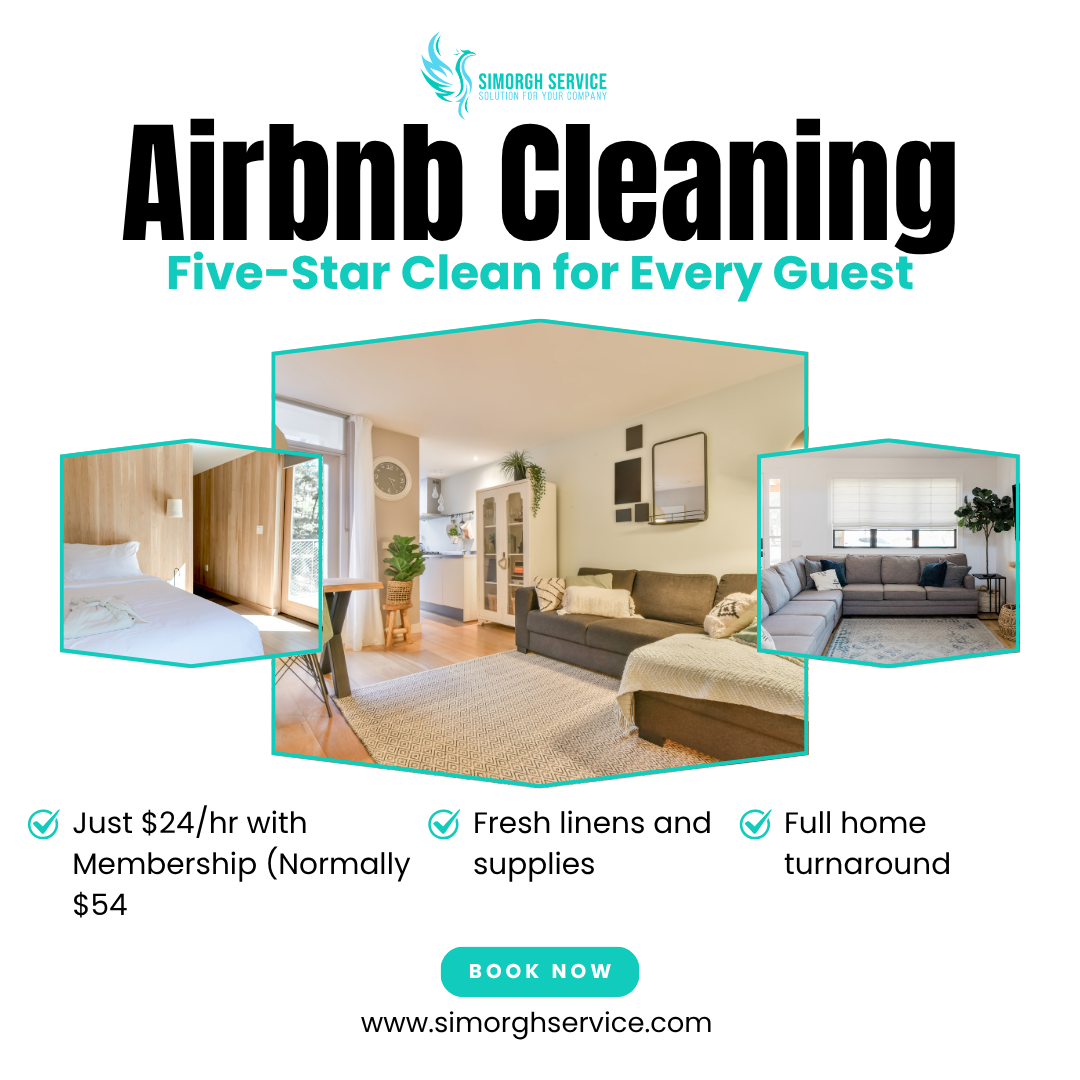 SIMORGH SERVICE
SOLUTION FOR YOUR COMPANY
Airbnb Cleaning
Five-Star Clean for Every Guest
Just $24/hr with
Membership (Normally
$54
Fresh linens and
supplies
Full home
turnaround
BOOK NOW
www.simorghservice.com